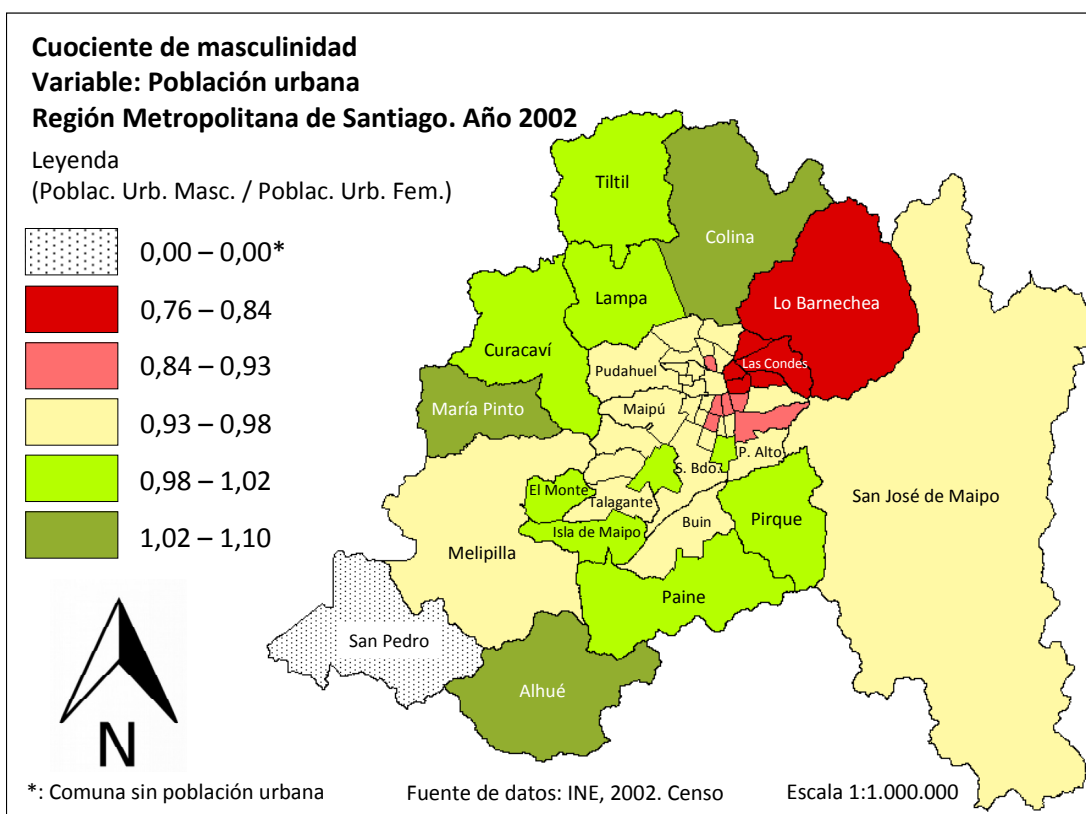 Cuociente de masculinidad
Variable: Población urbana
Región Metropolitana de Santiago. Año 2002
Leyenda
(Poblac. Urb. Masc. / Poblac. Urb. Fem.)
0,00 – 0,00*
0,76 – 0,84
0,84 – 0,93
0,93 – 0,98
0,98 – 1,02
1,02 – 1,10
Tiltil
Colina
Lampa
Lo Barnechea
Curacaví
Las Condes
Pudahuel
María Pinto
Maipú
P. Alto
S. Bdo.
El Monte
San José de Maipo
Talagante
Buin
Pirque
Isla de Maipo
Melipilla
Paine
San Pedro
Alhué
N
*: Comuna sin población urbana
Fuente de datos: INE, 2002. Censo
Escala 1:1.000.000